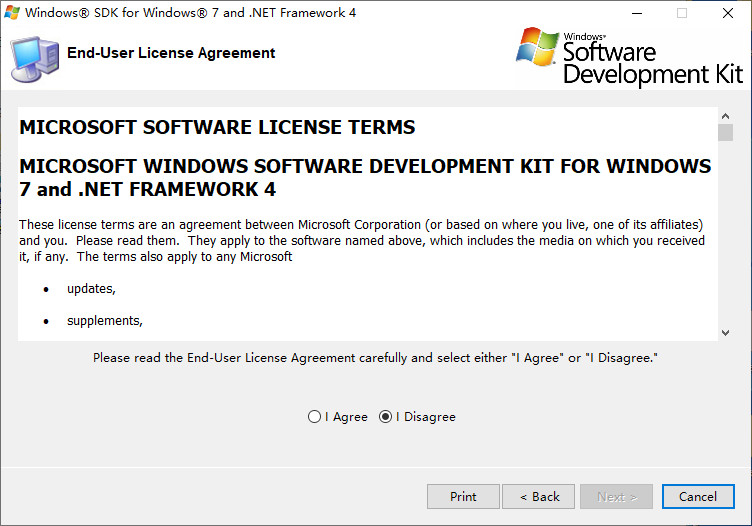 Windows® SDK for Windows® 7 and .NET Framework 4
End-User License Agreement
Windows®
Software
Development Kit
MICROSOFT SOFTWARE LICENSE TERMS
MICROSOFT WINDOWS SOFTWARE DEVELOPMENT KIT FOR WINDOWS
7 and .NET FRAMEWORK 4
These license terms are an agreement between Microsoft Corporation (or based on where you live, one of its affiliates)
and you.  Please read them.  They apply to the software named above, which includes the media on which you received
it, if any.  The terms also apply to any Microsoft
• updates,
• supplements,
Please read the End-User License Agreement carefully and select either "I Agree" or "I Disagree."
I Agree I Disagree
Print < Back Next > Cancel